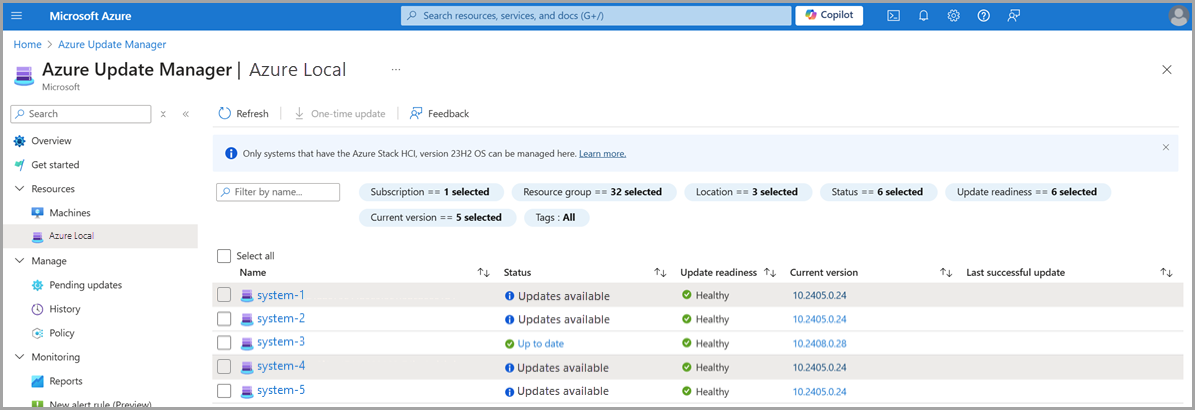 Microsoft Azure
Search resources, services, and docs (G+/)
Copilot
Home > Azure Update Manager
Azure Update Manager | Azure Local ...
Microsoft
Search
Refresh
One-time update
Feedback
Overview
Get started
Resources
Machines
Azure Local
Manage
Pending updates
History
Policy
Monitoring
Reports
New alert rule (Preview)
Only systems that have the Azure Stack HCI, version 23H2 OS can be managed here. Learn more.
Filter by name...
Subscription == 1 selected
Resource group == 32 selected
Location == 3 selected
Status == 6 selected
Update readiness == 6 selected
Current version == 5 selected
Tags : All
Select all
Name Status Update readiness Current version Last successful update
system-1 Updates available Healthy 10.2405.0.24
system-2 Updates available Healthy 10.2405.0.24
system-3 Up to date Healthy 10.2408.0.28
system-4 Updates available Healthy 10.2405.0.24
system-5 Updates available Healthy 10.2405.0.24